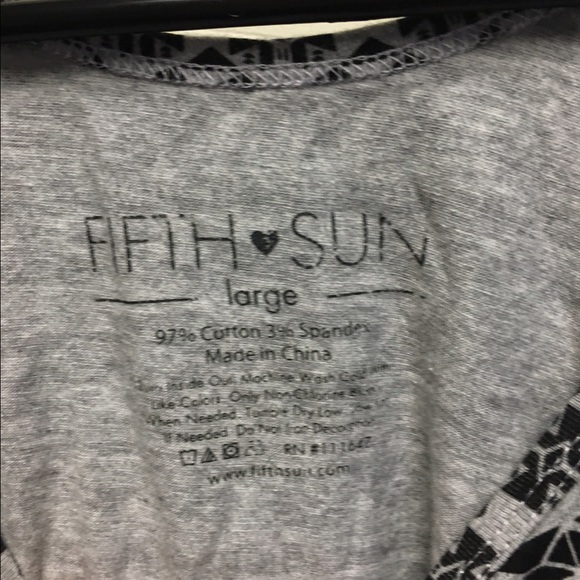 FIFTH ♥ SUN
large
97% Cotton 3% Spandex
Made in China
Turn Inside Out. Machine Wash Cold
Like Colors. Only Non-Chlorine
When Needed. Tumble Dry Low.
If Needed. Do Not Iron
RN #111647
www.fifthsun.com